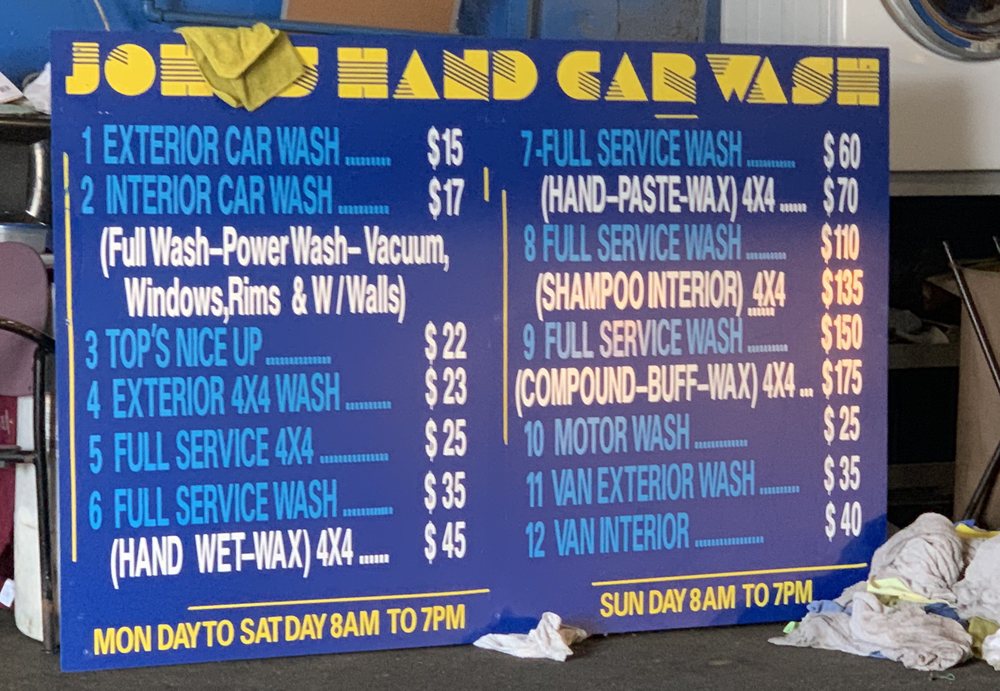 JOHN'S HAND CAR WASH
1 EXTERIOR CAR WASH ......... $15
2 INTERIOR CAR WASH .......... $17
(Full Wash-Power Wash- Vacuum,
Windows,Rims & W/Walls)
3 TOP'S NICE UP ............. $22
4 EXTERIOR 4X4 WASH ......... $23
5 FULL SERVICE 4X4 ............. $25
6 FULL SERVICE WASH .......... $35
(HAND WET-WAX) 4X4 ...... $45
MON DAY TO SAT DAY 8AM TO 7PM
7-FULL SERVICE WASH .......... $60
(HAND-PASTE-WAX) 4X4 ...... $70
8 FULL SERVICE WASH ........ $110
(SHAMPOO INTERIOR) 4X4 $135
9 FULL SERVICE WASH ........ $150
(COMPOUND-BUFF-WAX) 4X4 ... $175
10 MOTOR WASH ........... $25
11 VAN EXTERIOR WASH ........ $35
12 VAN INTERIOR ............. $40
SUN DAY 8AM TO 7PM